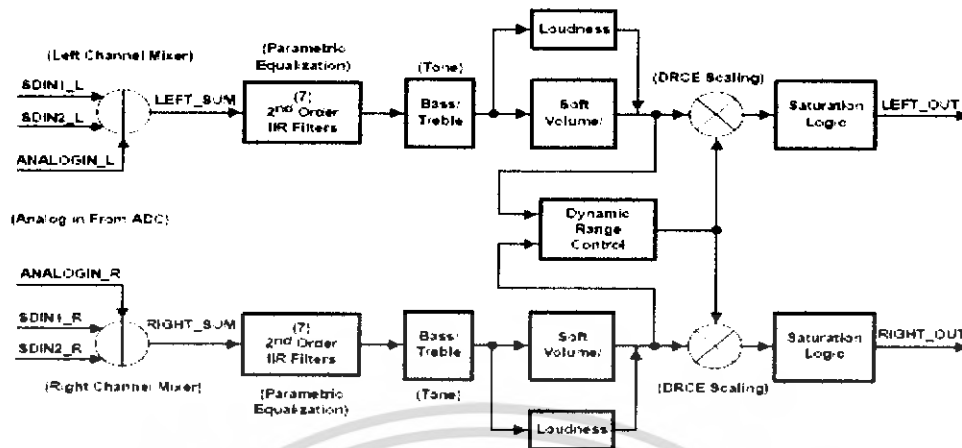 (Left Channel Mixer)
SDIN1_L
SDIN2_L
ANALOGIN_L
LEFT_SUM
(Parametric
Equalization)
(7)
2nd Order
IIR Filters
(Tone)
Bass/
Treble
Loudness
Soft
Volume/
(DRCE Scaling)
Saturation
Logic
LEFT_OUT
(Analog in From ADC)
Dynamic
Range
Control
ANALOGIN_R
SDIN1_R
SDIN2_R
(Right Channel Mixer)
RIGHT_SUM
(7)
2nd Order
IIR Filters
(Parametric
Equalization)
Bass/
Treble
(Tone)
Soft
Volume/
Loudness
(DRCE Scaling)
Saturation
Logic
RIGHT_OUT